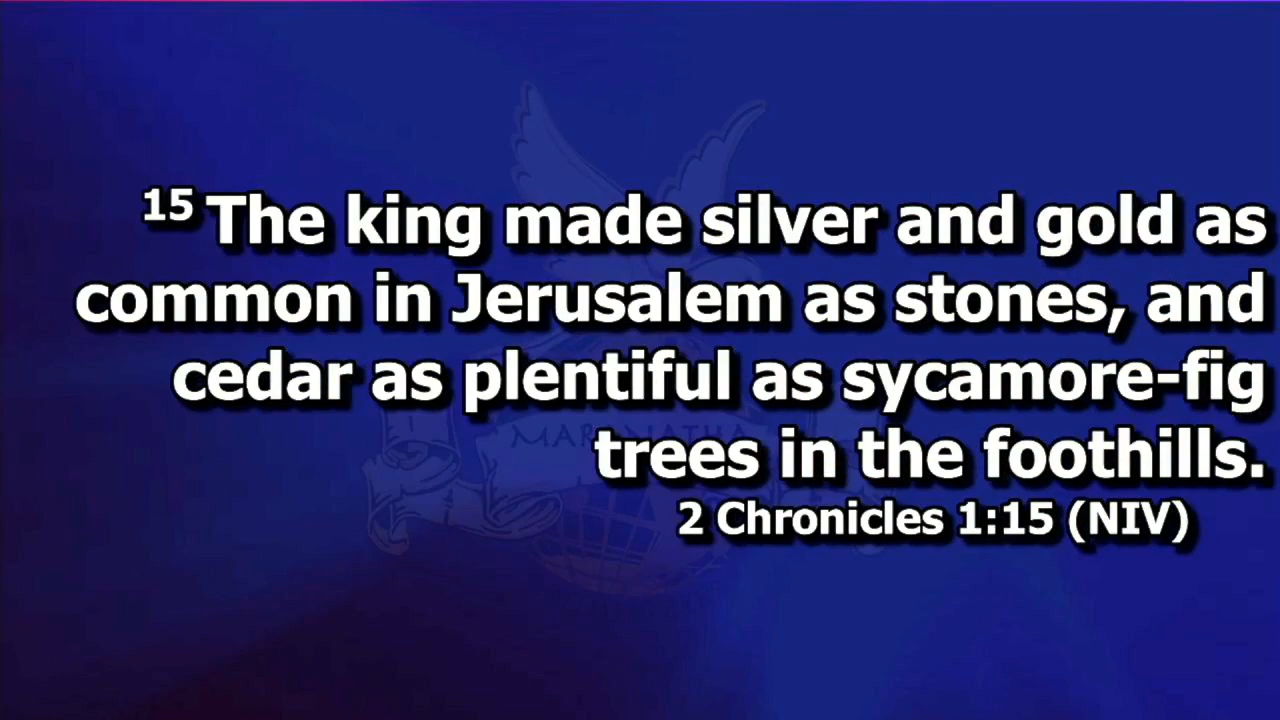 15 The king made silver and gold as
common in Jerusalem as stones, and
cedar as plentiful as sycamore-fig
trees in the foothills.
2 Chronicles 1:15 (NIV)
MARANATHA